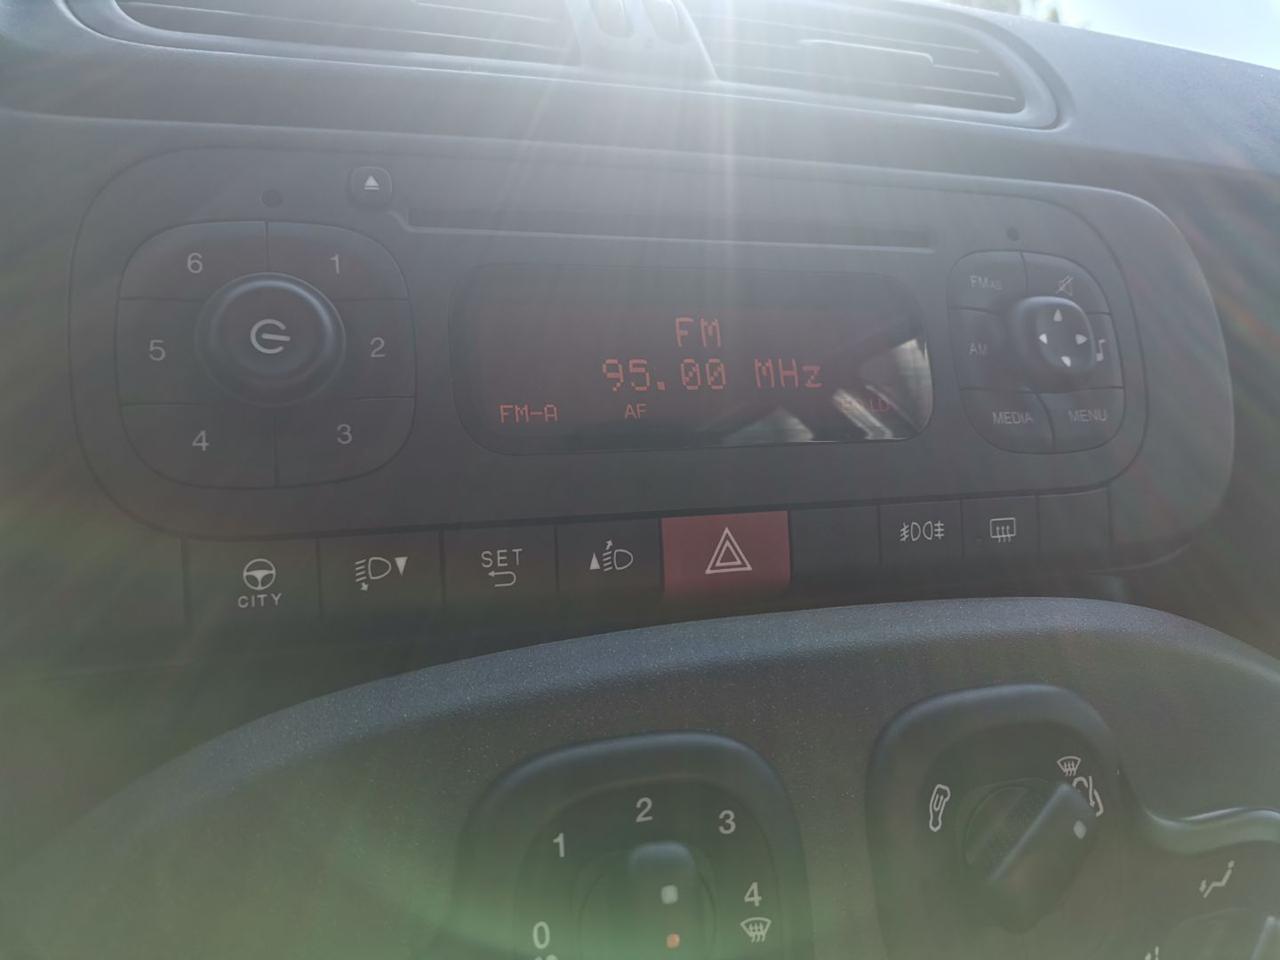 6 1
5 2
4 3
FM
95.00 MHz
FM-A AF
FMAS
AM
MEDIA MENU
CITY
SET
1 2 3
4
0